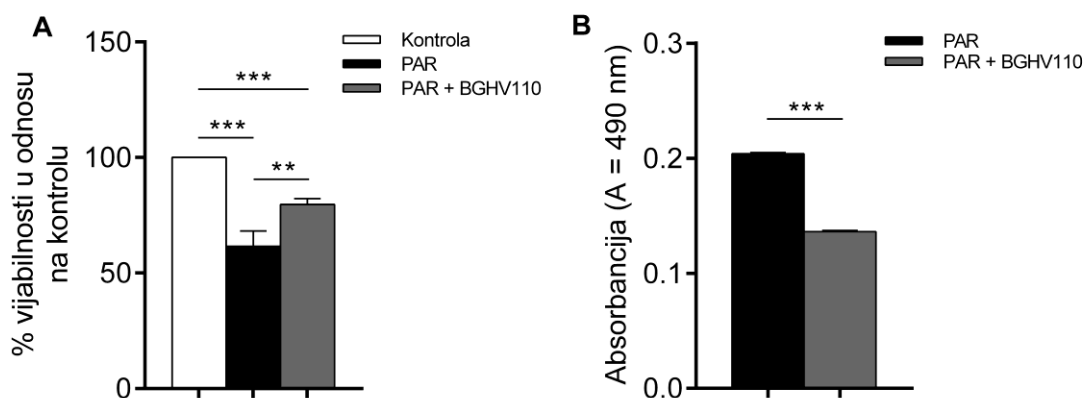 A
% vijabilnosti u odnosu
na kontrolu
150
100
50
0
***
***
**
Kontrola
PAR
PAR + BGHV110
B
Absorbancija (A = 490 nm)
0.3
0.2
0.1
0.0
***
PAR
PAR + BGHV110